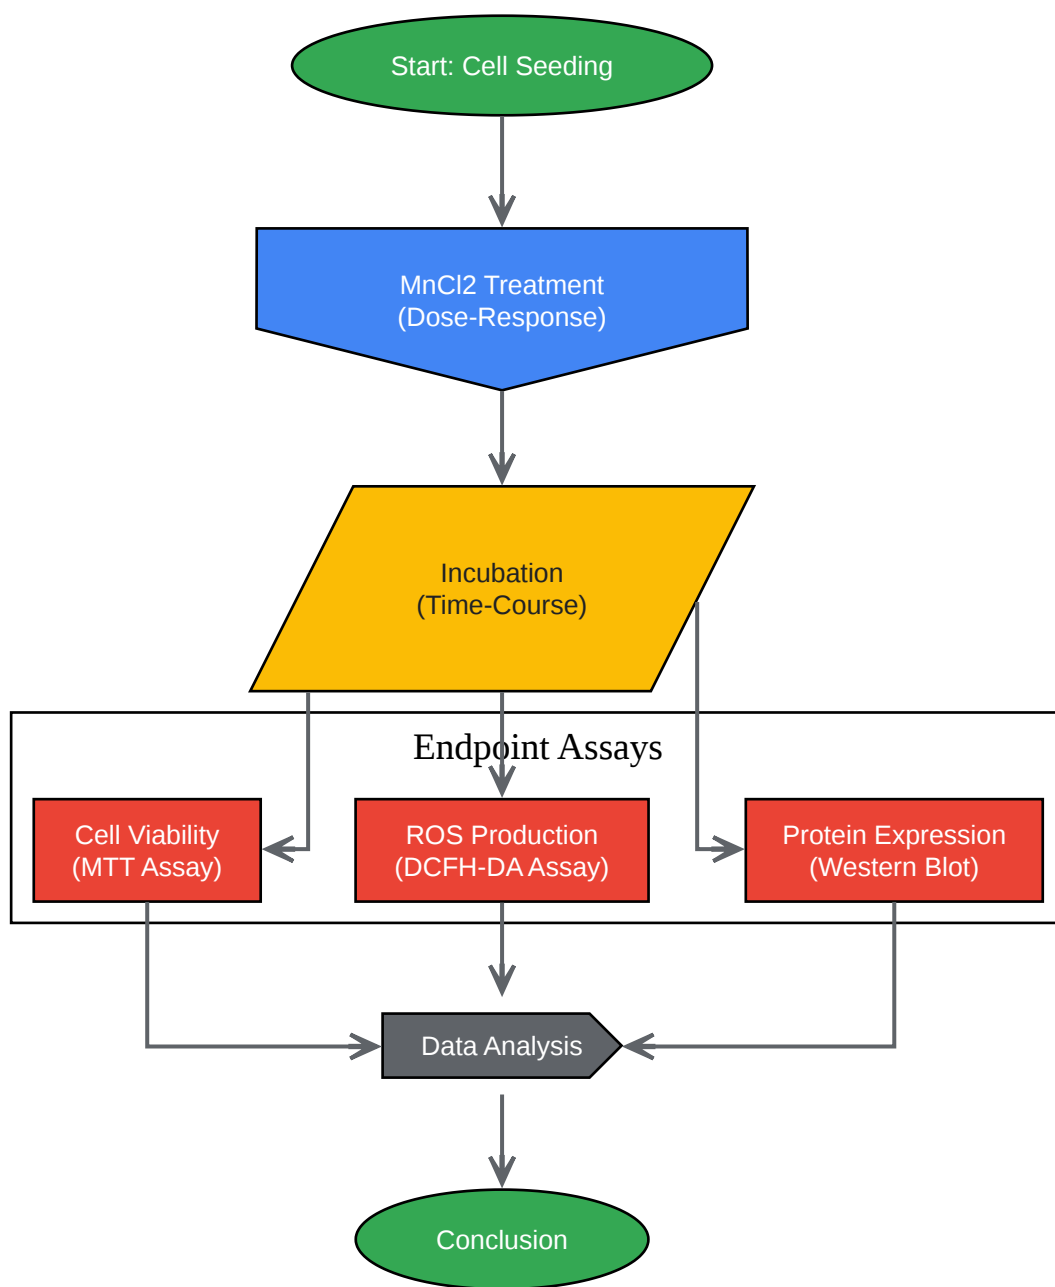 Start: Cell Seeding
MnCl2 Treatment
(Dose-Response)
Incubation
(Time-Course)
Endpoint Assays
Cell Viability
(MTT Assay)
ROS Production
(DCFH-DA Assay)
Protein Expression
(Western Blot)
Data Analysis
Conclusion